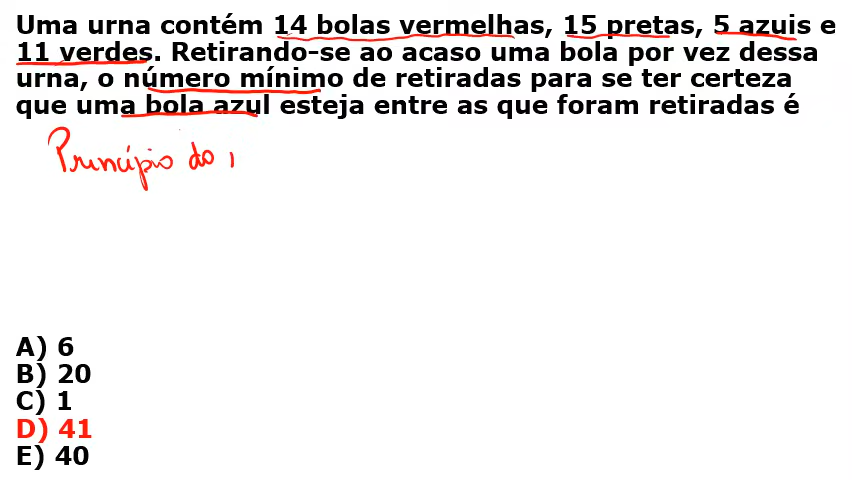 Uma urna contém 14 bolas vermelhas, 15 pretas, 5 azuis e
11 verdes. Retirando-se ao acaso uma bola por vez dessa
urna, o número mínimo de retiradas para se ter certeza
que uma bola azul esteja entre as que foram retiradas é
Princípio do
A) 6
B) 20
C) 1
D) 41
E) 40